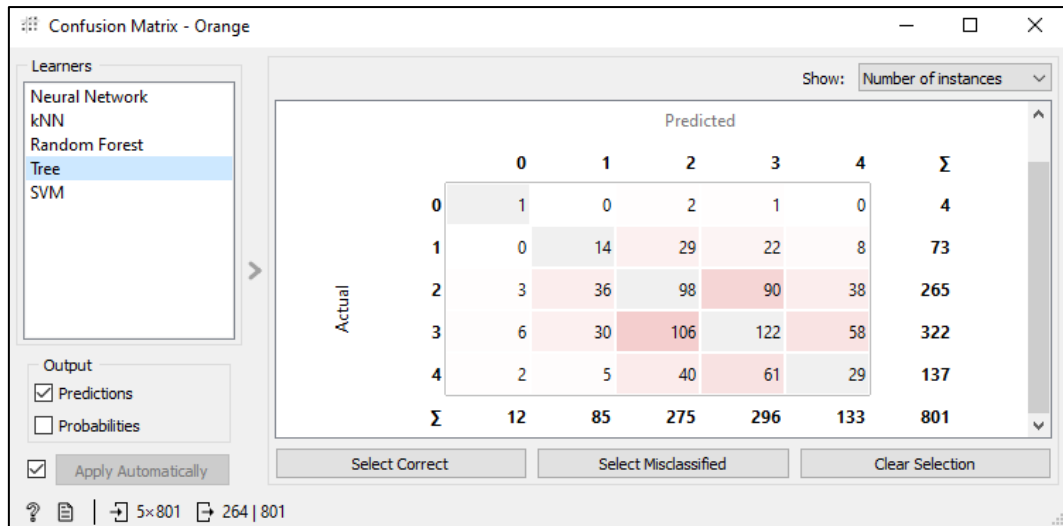 Confusion Matrix - Orange
Learners
Neural Network
kNN
Random Forest
Tree
SVM
Output
Predictions
Probabilities
Apply Automatically
Show: Number of instances
Predicted
0 1 2 3 4 Σ
0 1 0 2 1 0 4
1 0 14 29 22 8 73
2 3 36 98 90 38 265
3 6 30 106 122 58 322
4 2 5 40 61 29 137
Σ 12 85 275 296 133 801
Actual
Select Correct Select Misclassified Clear Selection
? 5×801 264 | 801